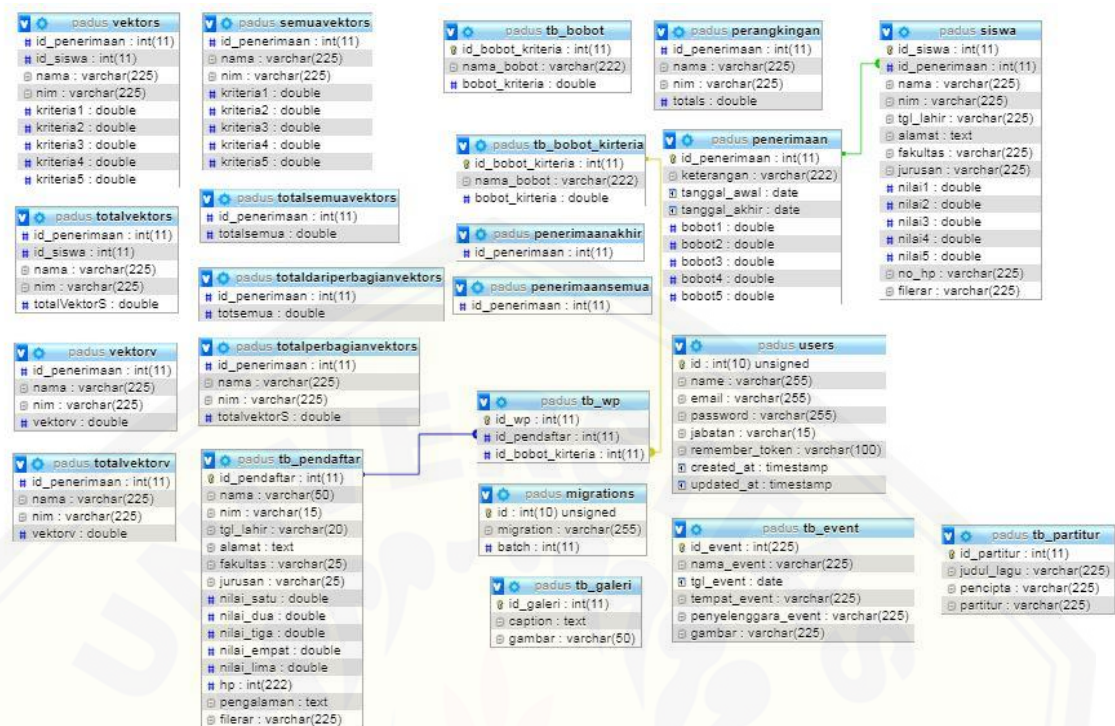 padus vektors
id_penerimaan : int(11)
id_siswa : int(11)
nama : varchar(225)
nim : varchar(225)
kriteria1 : double
kriteria2 : double
kriteria3 : double
kriteria4 : double
kriteria5 : double
padus semuavektors
id_penerimaan : int(11)
nama : varchar(225)
nim : varchar(225)
kriteria1 : double
kriteria2 : double
kriteria3 : double
kriteria4 : double
kriteria5 : double
padus tb_bobot
id_bobot_kriteria : int(11)
nama_bobot : varchar(222)
bobot_kriteria : double
padus perangkingan
id_penerimaan : int(11)
nama : varchar(225)
nim : varchar(225)
totals : double
padus siswa
id_siswa : int(11)
id_penerimaan : int(11)
nama : varchar(225)
nim : varchar(225)
tgl_lahir : varchar(225)
alamat : text
fakultas : varchar(225)
jurusan : varchar(225)
nilai1 : double
nilai2 : double
nilai3 : double
nilai4 : double
nilai5 : double
no_hp : varchar(225)
filerar : varchar(225)
padus tb_bobot_kirteria
id_bobot_kirteria : int(11)
nama_bobot : varchar(222)
bobot_kirteria : double
padus penerimaan
id_penerimaan : int(11)
keterangan : varchar(222)
tanggal_awal : date
tanggal_akhir : date
bobot1 : double
bobot2 : double
bobot3 : double
bobot4 : double
bobot5 : double
padus totalvektors
id_penerimaan : int(11)
id_siswa : int(11)
nama : varchar(225)
nim : varchar(225)
totalVektorS : double
padus totalsemuavektors
id_penerimaan : int(11)
totalsemua : double
padus penerimaanakhir
id_penerimaan : int(11)
padus totaldariperbagianvektors
id_penerimaan : int(11)
totsemua : double
padus penerimaansemua
id_penerimaan : int(11)
padus vektorv
id_penerimaan : int(11)
nama : varchar(225)
nim : varchar(225)
vektorv : double
padus totalperbagianvektors
id_penerimaan : int(11)
nama : varchar(225)
nim : varchar(225)
totalvektorS : double
padus users
id : int(10) unsigned
name : varchar(255)
email : varchar(255)
password : varchar(255)
jabatan : varchar(15)
remember_token : varchar(100)
created_at : timestamp
updated_at : timestamp
padus tb_wp
id_wp : int(11)
id_pendaftar : int(11)
id_bobot_kirteria : int(11)
padus totalvektorv
id_penerimaan : int(11)
nama : varchar(225)
nim : varchar(225)
vektorv : double
padus tb_pendaftar
id_pendaftar : int(11)
nama : varchar(50)
nim : varchar(15)
tgl_lahir : varchar(20)
alamat : text
fakultas : varchar(25)
jurusan : varchar(25)
nilai_satu : double
nilai_dua : double
nilai_tiga : double
nilai_empat : double
nilai_lima : double
hp : int(222)
pengalaman : text
filerar : varchar(225)
padus migrations
id : int(10) unsigned
migration : varchar(255)
batch : int(11)
padus tb_galeri
id_galeri : int(11)
caption : text
gambar : varchar(50)
padus tb_event
id_event : int(225)
nama_event : varchar(225)
tgl_event : date
tempat_event : varchar(225)
penyelenggara_event : varchar(225)
gambar : varchar(225)
padus tb_partitur
id_partitur : int(11)
judul_lagu : varchar(225)
pencipta : varchar(225)
partitur : varchar(225)